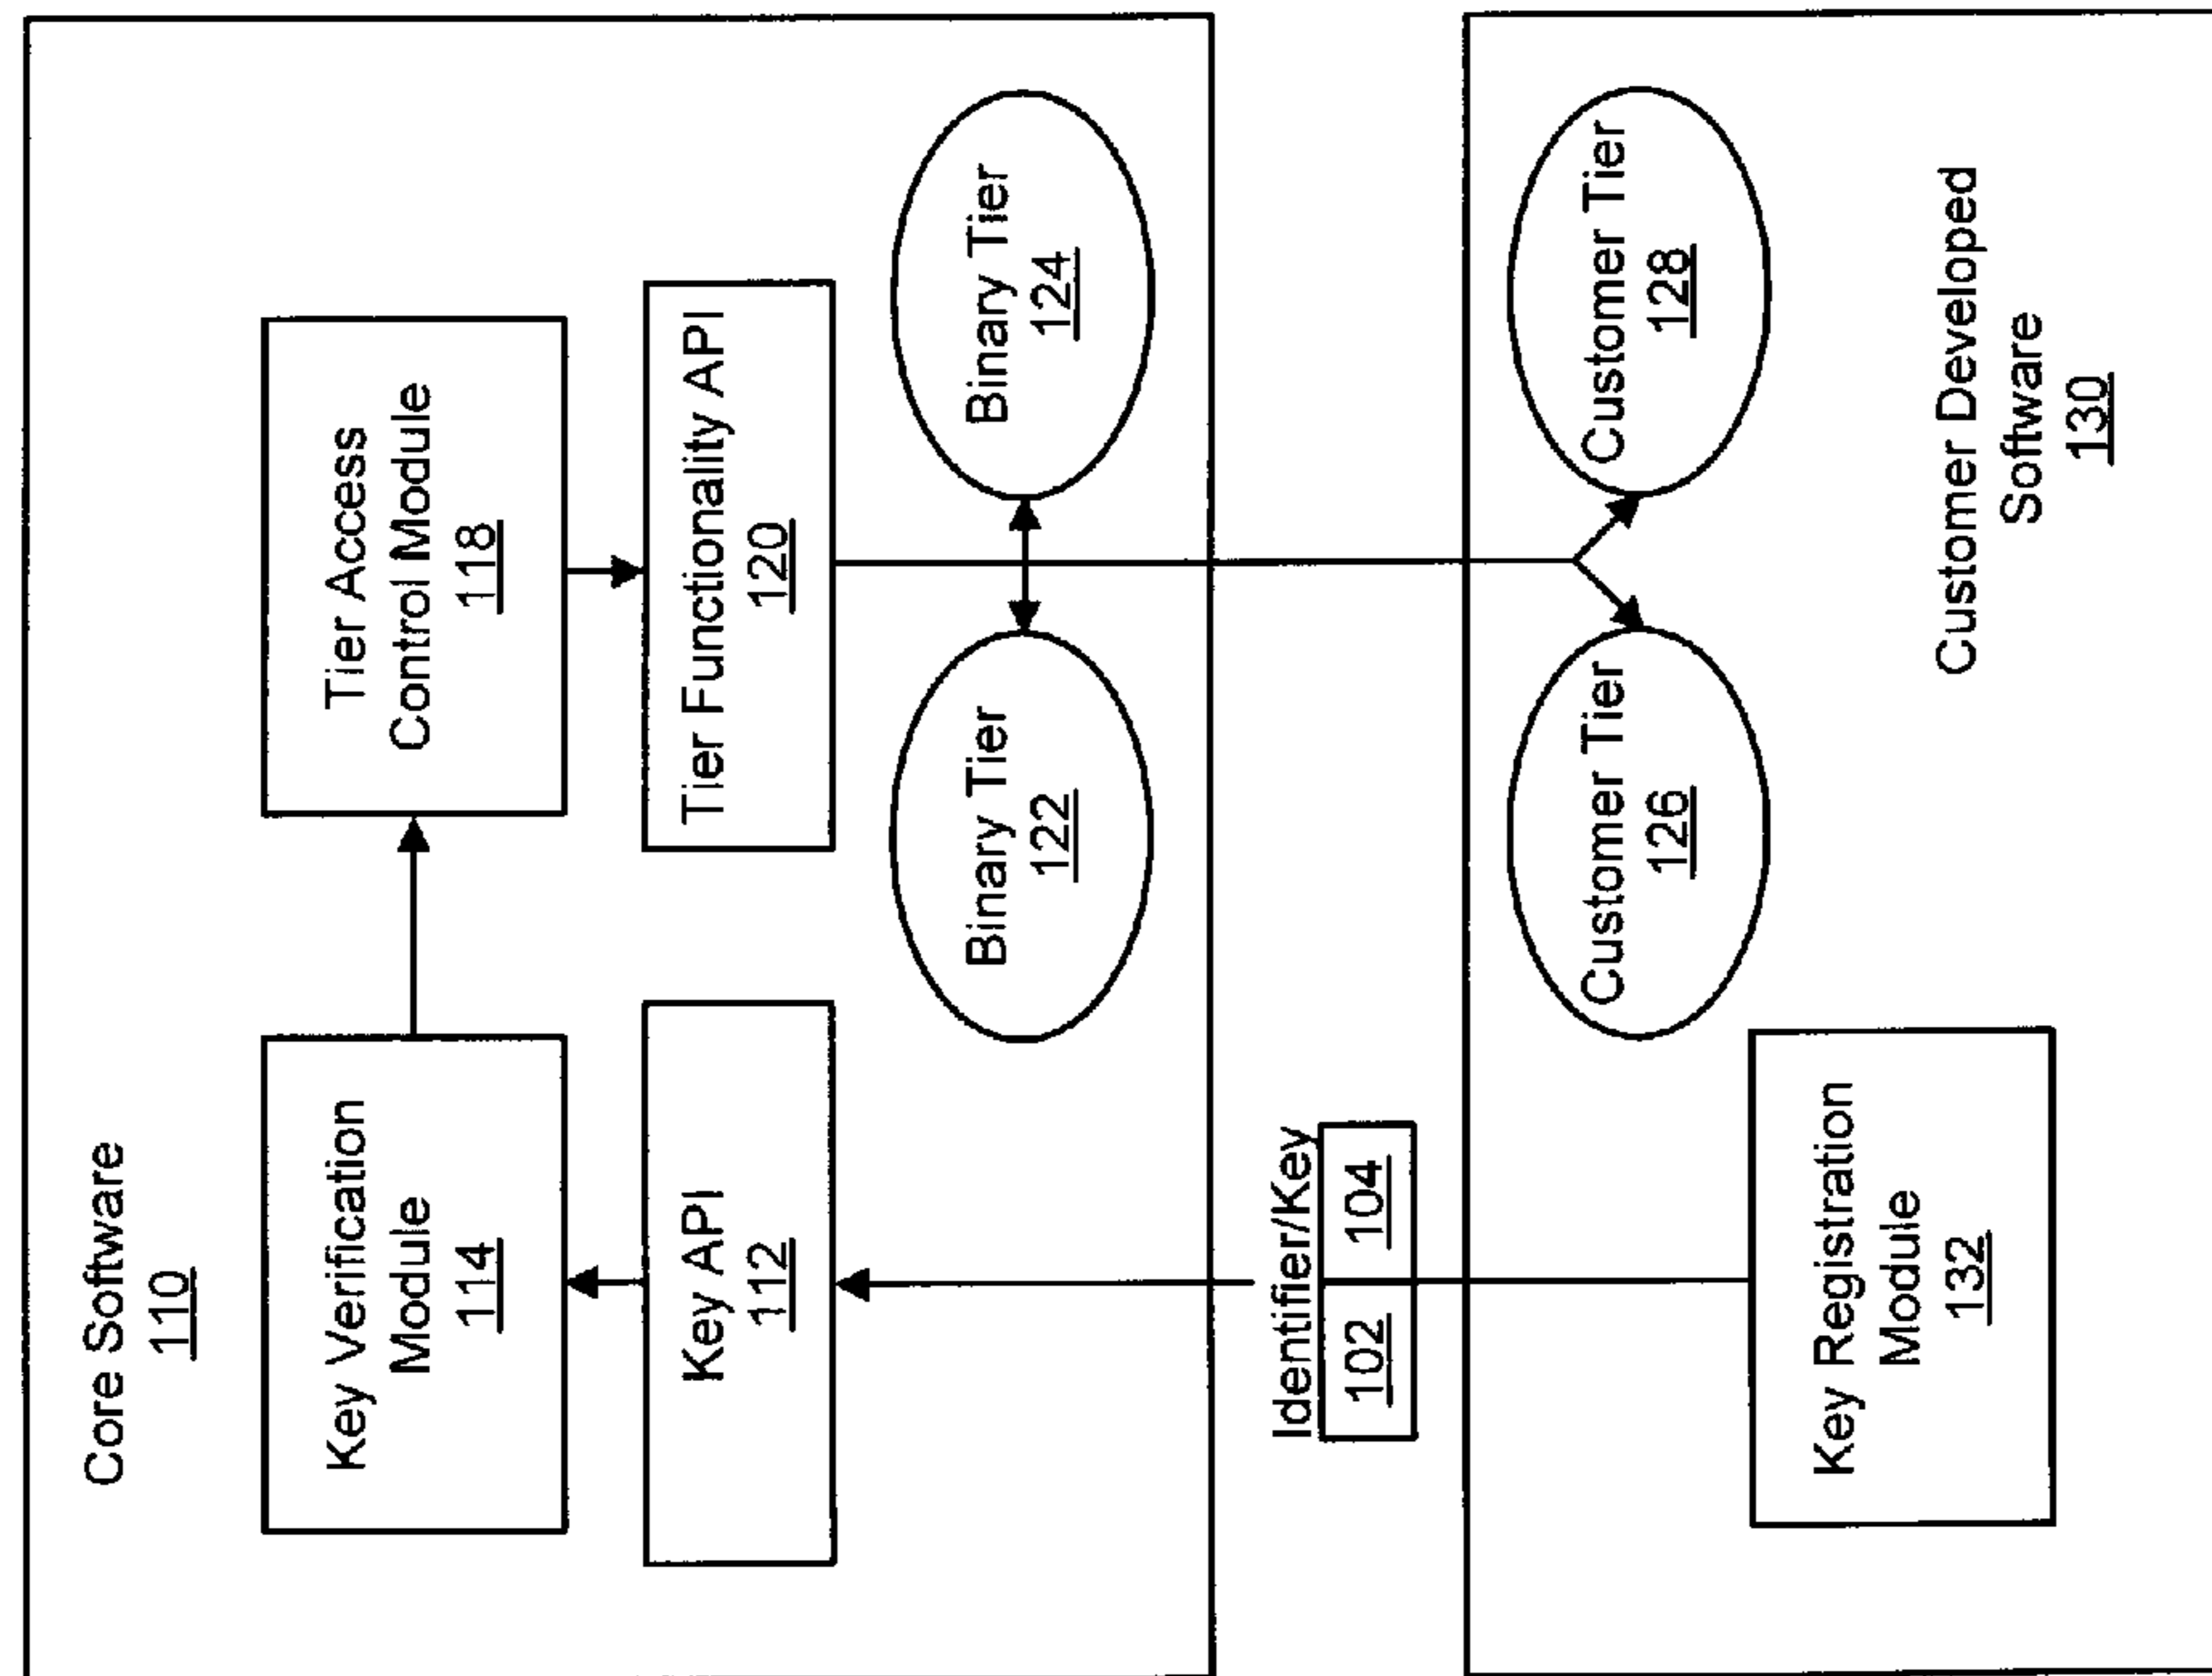 Core Software
110
Key Verification
Module
114
Tier Access
Control Module
118
Key API
112
Tier Functionality API
120
Binary Tier
122
Binary Tier
124
Identifier/Key
102 104
Customer Tier
126
Customer Tier
128
Key Registration
Module
132
Customer Developed
Software
130